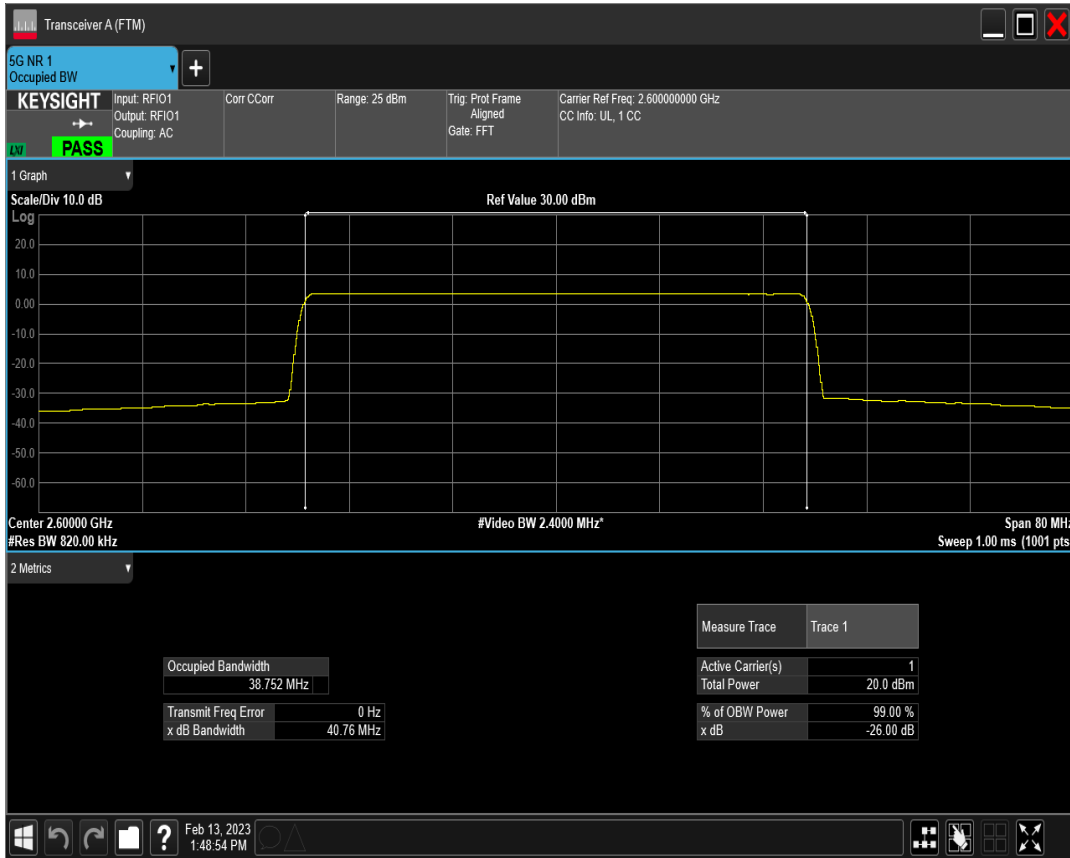 Transceiver A (FTM)
5G NR 1
Occupied BW
+
KEYSIGHT
LXI
PASS
Input: RFIO1
Output: RFIO1
Coupling: AC
Corr CCorr
Range: 25 dBm
Trig: Prot Frame
Aligned
Gate: FFT
Carrier Ref Freq: 2.600000000 GHz
CC Info: UL, 1 CC
1 Graph
Scale/Div 10.0 dB
Ref Value 30.00 dBm
Log
20.0
10.0
0.00
-10.0
-20.0
-30.0
-40.0
-50.0
-60.0
Center 2.60000 GHz
#Video BW 2.4000 MHz*
Span 80 MHz
#Res BW 820.00 kHz
Sweep 1.00 ms (1001 pts
2 Metrics
Measure Trace Trace 1
Occupied Bandwidth
38.752 MHz
Active Carrier(s) 1
Total Power 20.0 dBm
Transmit Freq Error 0 Hz
x dB Bandwidth 40.76 MHz
% of OBW Power 99.00 %
x dB -26.00 dB
?
Feb 13, 2023
1:48:54 PM